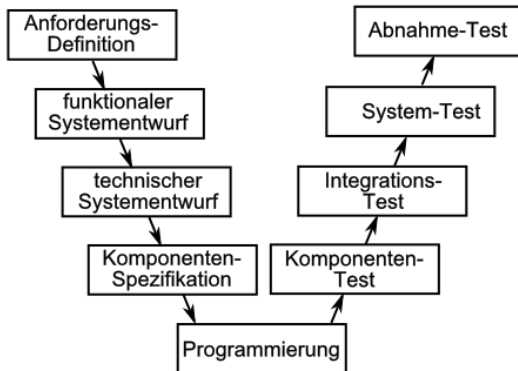 Anforderungs-
Definition
funktionaler
Systementwurf
technischer
Systementwurf
Komponenten-
Spezifikation
Programmierung
Komponenten-
Test
Integrations-
Test
System-Test
Abnahme-Test